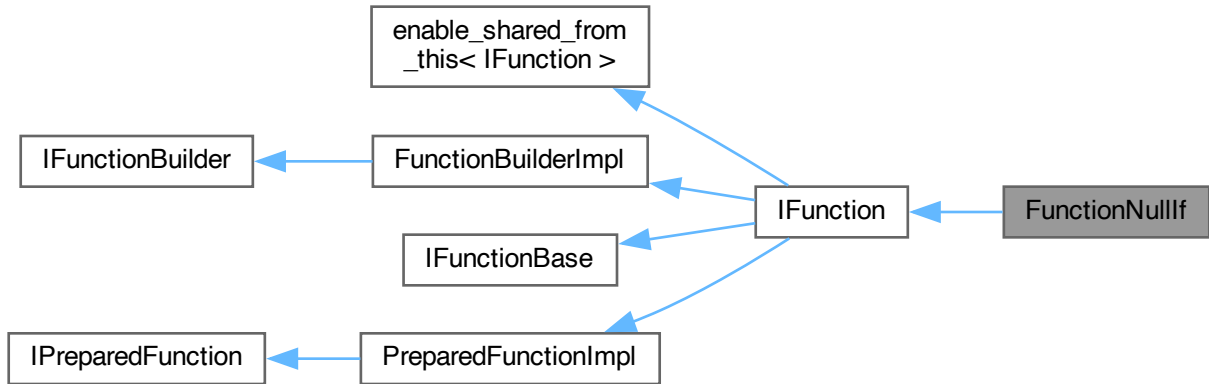 enable_shared_from
_this< IFunction >
IFunctionBuilder
FunctionBuilderImpl
IFunction
FunctionNullIf
IFunctionBase
IPreparedFunction
PreparedFunctionImpl